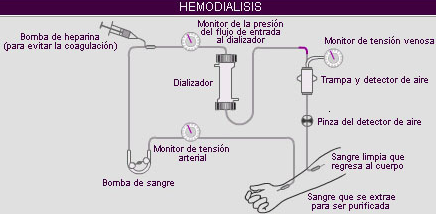 HEMODIALISIS
Bomba de heparina
(para evitar la coagulación)
Monitor de la presión
del flujo de entrada
al dializador
Monitor de tensión venosa
Dializador
Trampa y detector de aire
Pinza del detector de aire
Monitor de tensión
arterial
Bomba de sangre
Sangre limpia que
regresa al cuerpo
Sangre que se extrae
para ser purificada